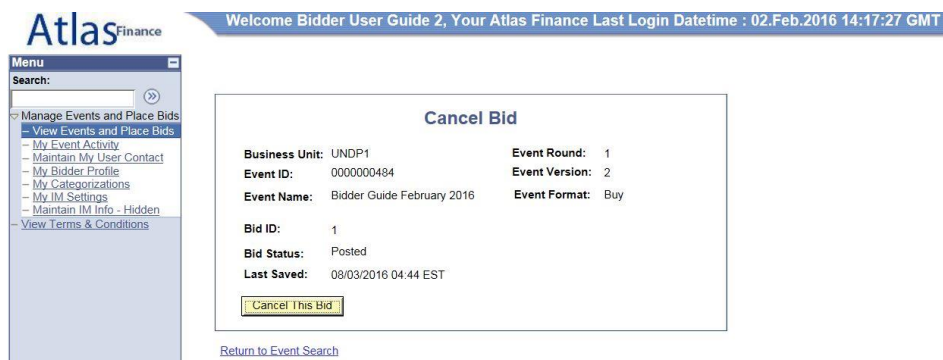 Atlas Finance
Welcome Bidder User Guide 2, Your Atlas Finance Last Login Datetime : 02.Feb.2016 14:17:27 GMT
Menu
Search:
Manage Events and Place Bids
– View Events and Place Bids
– My Event Activity
– Maintain My User Contact
– My Bidder Profile
– My Categorizations
– My IM Settings
– Maintain IM Info - Hidden
– View Terms & Conditions
Cancel Bid
Business Unit: UNDP1 Event Round: 1
Event ID: 0000000484 Event Version: 2
Event Name: Bidder Guide February 2016 Event Format: Buy
Bid ID: 1
Bid Status: Posted
Last Saved: 08/03/2016 04:44 EST
Cancel This Bid
Return to Event Search